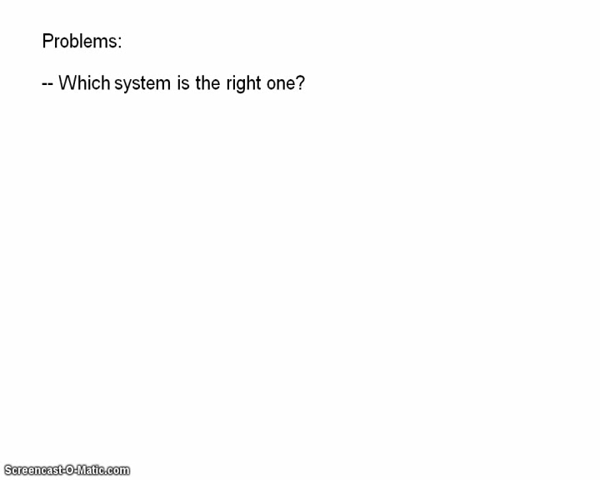 Problems:
-- Which system is the right one?
Screencast-O-Matic.com